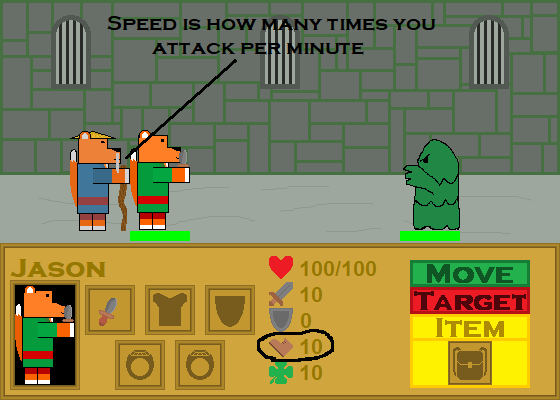 Speed is how many times you
attack per minute
Jason
100/100
10
0
10
10
Move
Target
Item